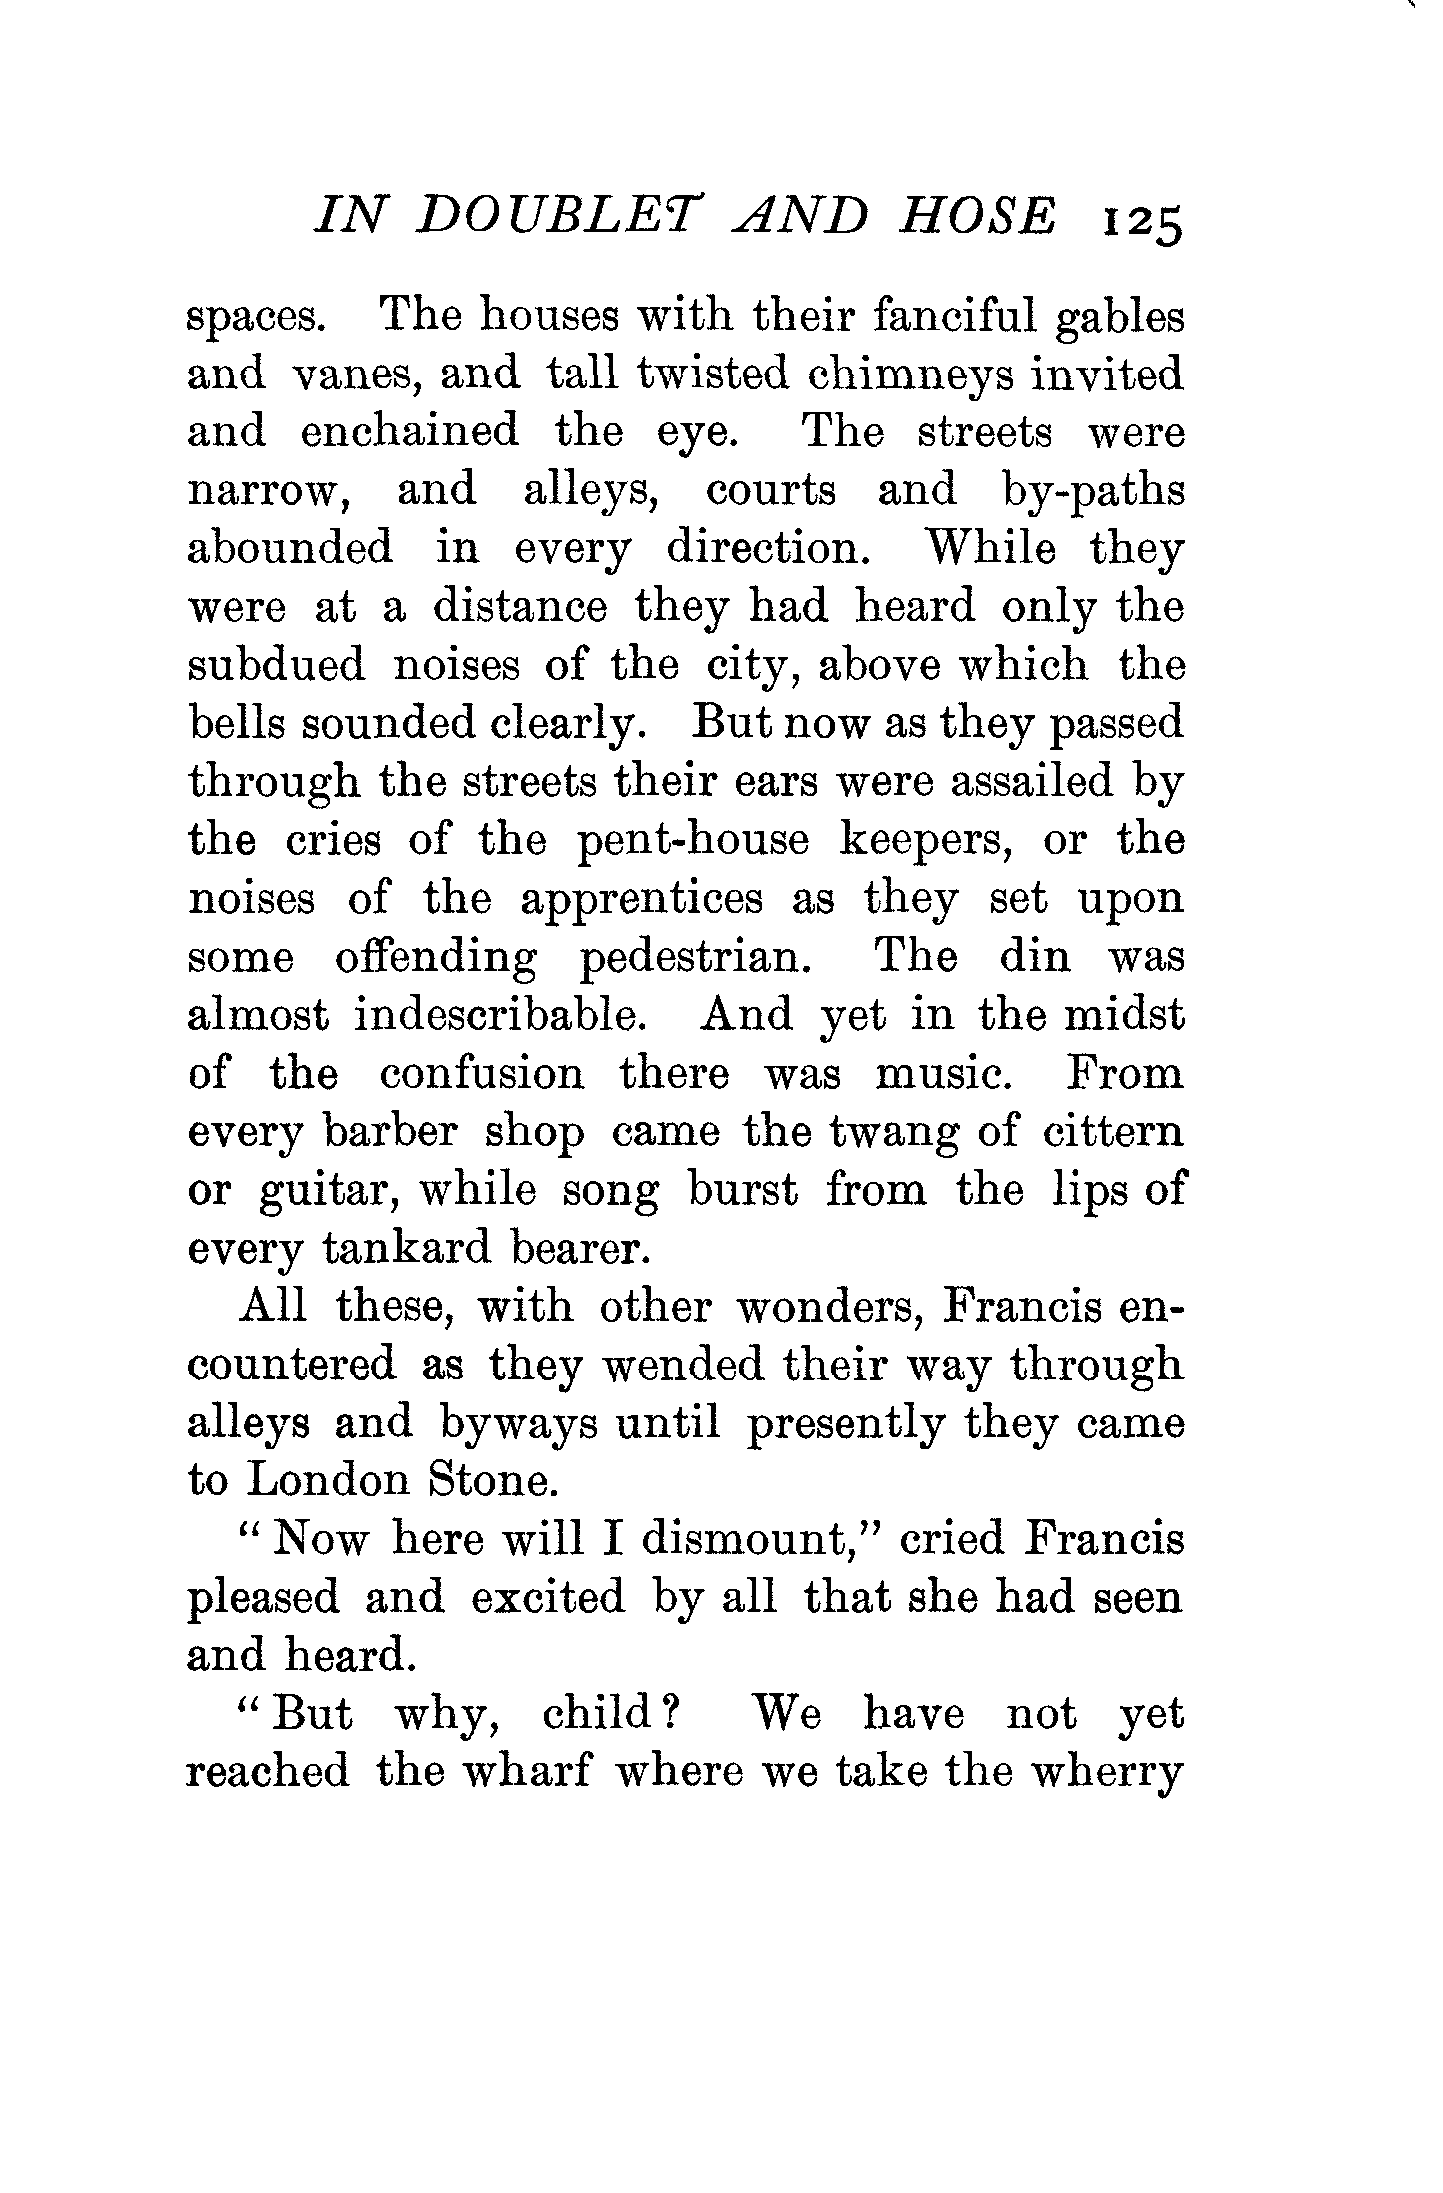 IN DOUBLET AND HOSE 125
spaces. The houses with their fanciful gables
and vanes, and tall twisted chimneys invited
and enchained the eye. The streets were
narrow, and alleys, courts and by-paths
abounded in every direction. While they
were at a distance they had heard only the
subdued noises of the city, above which the
bells sounded clearly. But now as they passed
through the streets their ears were assailed by
the cries of the pent-house keepers, or the
noises of the apprentices as they set upon
some offending pedestrian. The din was
almost indescribable. And yet in the midst
of the confusion there was music. From
every barber shop came the twang of cittern
or guitar, while song burst from the lips of
every tankard bearer.
All these, with other wonders, Francis en-
countered as they wended their way through
alleys and byways until presently they came
to London Stone.
“ Now here will I dismount,” cried Francis
pleased and excited by all that she had seen
and heard.
“ But why, child ? We have not yet
reached the wharf where we take the wherry